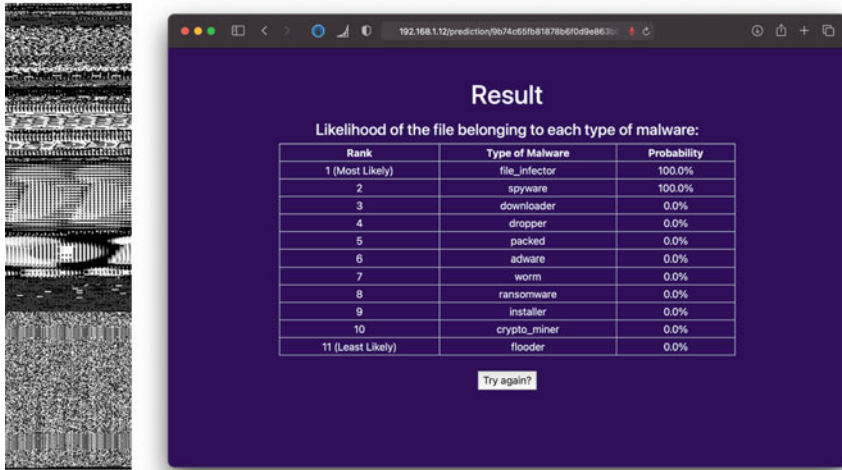 192.168.1.12/prediction/9b74c65fb81878b6f0d9e863b
Result
Likelihood of the file belonging to each type of malware:
Rank Type of Malware Probability
1 (Most Likely) file_infector 100.0%
2 spyware 100.0%
3 downloader 0.0%
4 dropper 0.0%
5 packed 0.0%
6 adware 0.0%
7 worm 0.0%
8 ransomware 0.0%
9 installer 0.0%
10 crypto_miner 0.0%
11 (Least Likely) flooder 0.0%
Try again?